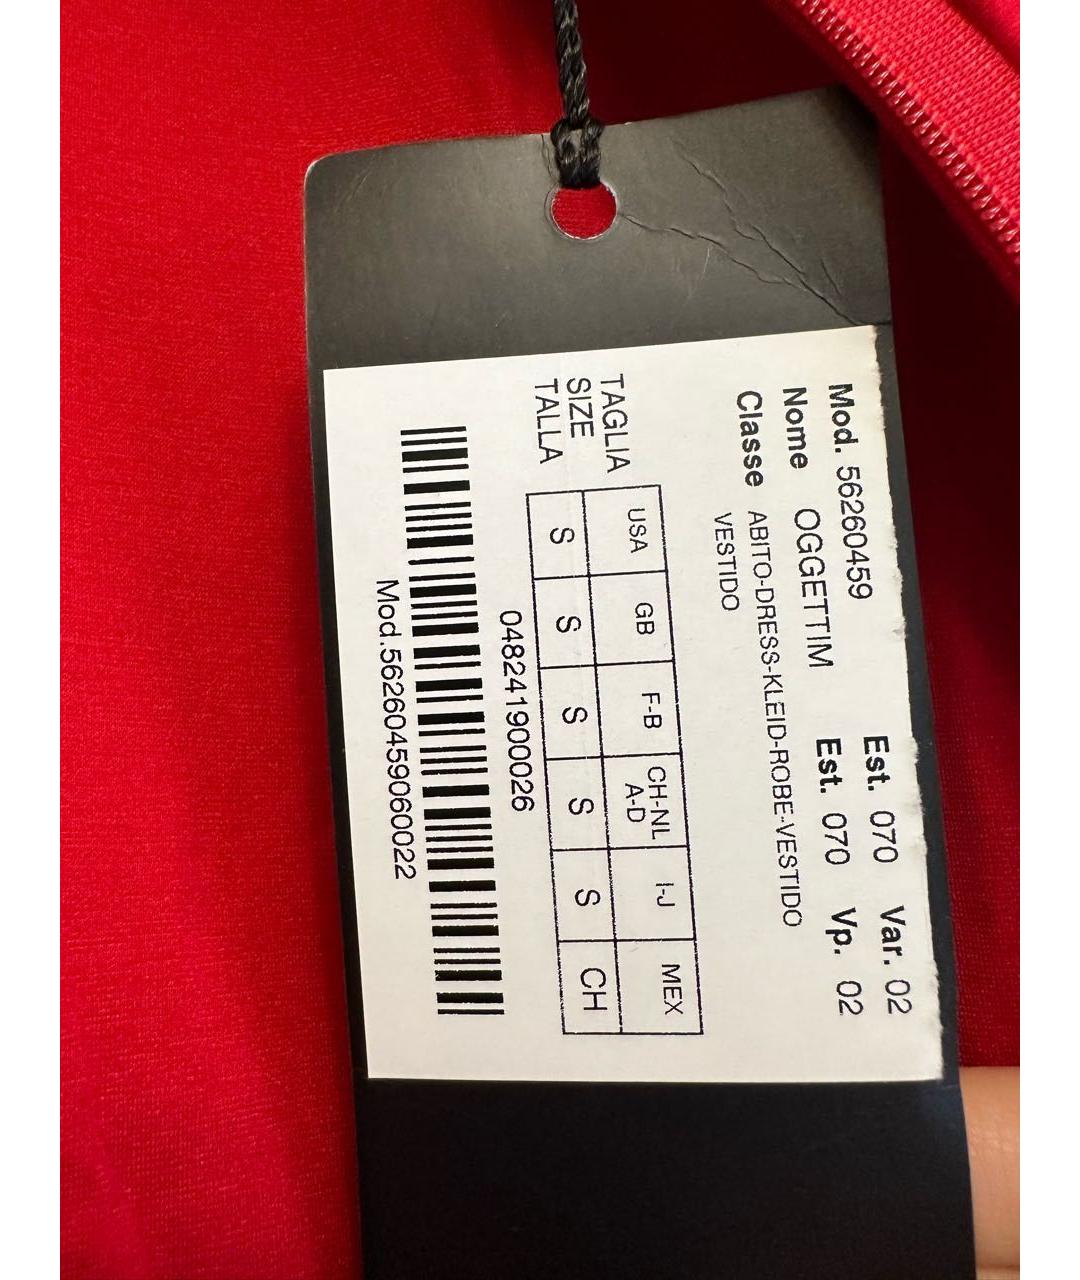 Mod. 56260459 Est. 070 Var. 02
Nome OGGETTIM Est. 070 Vp. 02
Classe ABITO-DRESS-KLEID-ROBE-VESTIDO
VESTIDO
TAGLIA USA GB F-B CH-NL A-D I-J MEX
SIZE
TALLA S S S S S CH
048241900026
Mod.56260459060022